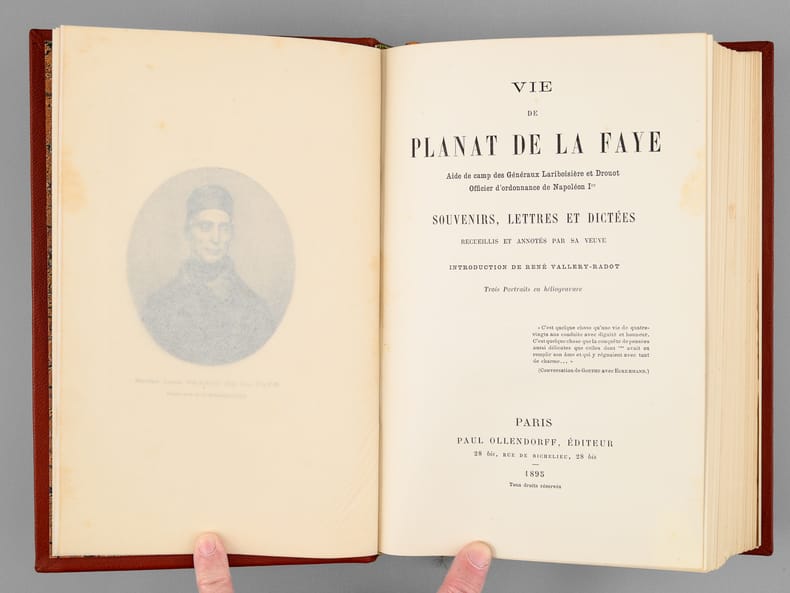 VIE
DE
PLANAT DE LA FAYE
Aide de camp des Généraux Lariboisière et Drouot
Officier d'ordonnance de Napoléon Ier
SOUVENIRS, LETTRES ET DICTÉES
RECUEILLIS ET ANNOTÉS PAR SA VEUVE
INTRODUCTION DE RENÉ VALLERY-RADOT
Trois Portraits en héliogravure
« C'est quelque chose qu'une vie de quatre-
vingts ans conduite avec dignité et honneur.
C'est quelque chose que la conquête de pensées
aussi délicates que celles dont *** avait su
remplir son âme et qui y régnaient avec tant
de charme... »
(Conversation de GOETHE avec ECKERMANN.)
PARIS
PAUL OLLENDORFF, ÉDITEUR
28 bis, RUE DE RICHELIEU, 28 bis
1895
Tous droits réservés